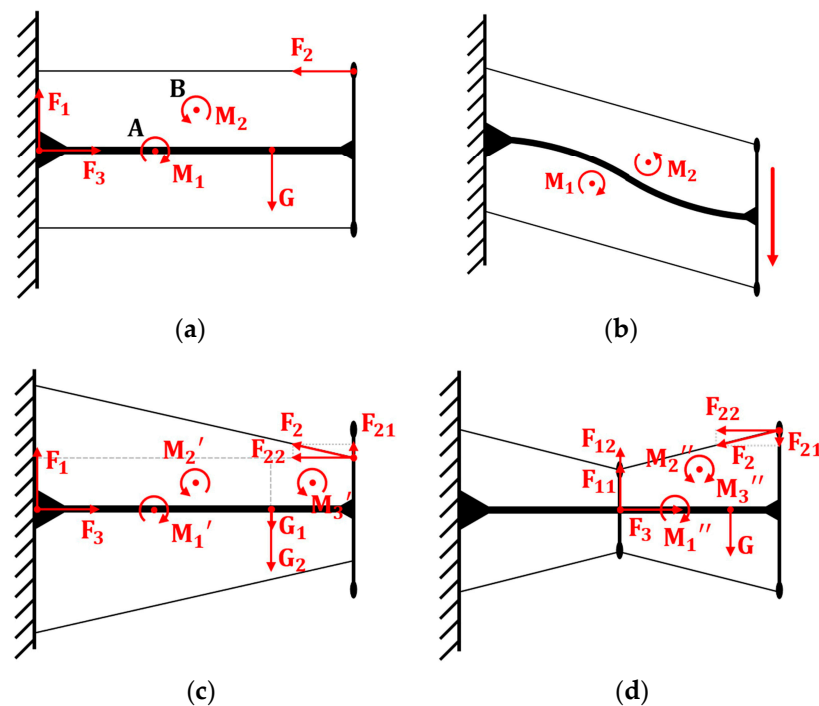 F₂
B
F₁
M₂
A
F₃
M₁
G
(a)
M₂
M₁
(b)
F₂
F₂₁
F₁
M₂′
F₂₂
M₃′
F₃
M₁′
G₁
G₂
(c)
F₂₂
F₁₂
F₂
F₂₁
M₂′′
F₁₁
M₃′′
F₃
M₁′′
G
(d)